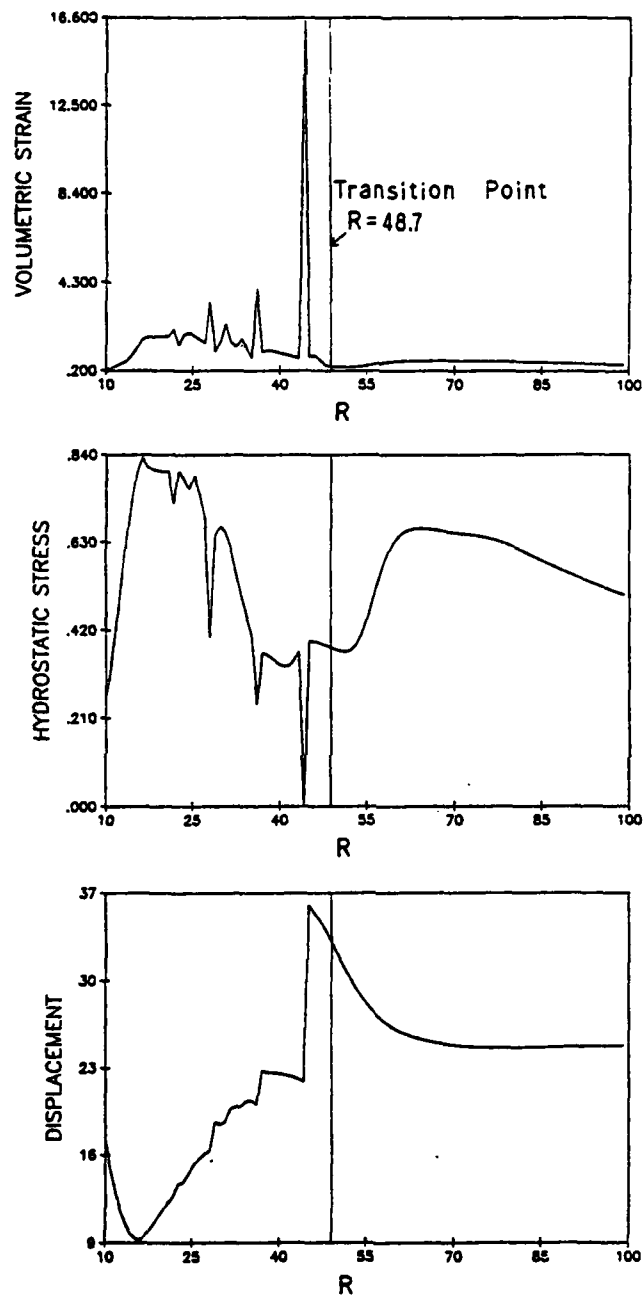 16.600
12.500
8.400
4.300
.200
VOLUMETRIC STRAIN
Transition Point
R=48.7
10 25 40 55 70 85 100
R
.840
.630
.420
.210
.000
HYDROSTATIC STRESS
10 25 40 55 70 85 100
R
37
30
23
16
9
DISPLACEMENT
10 25 40 55 70 85 100
R